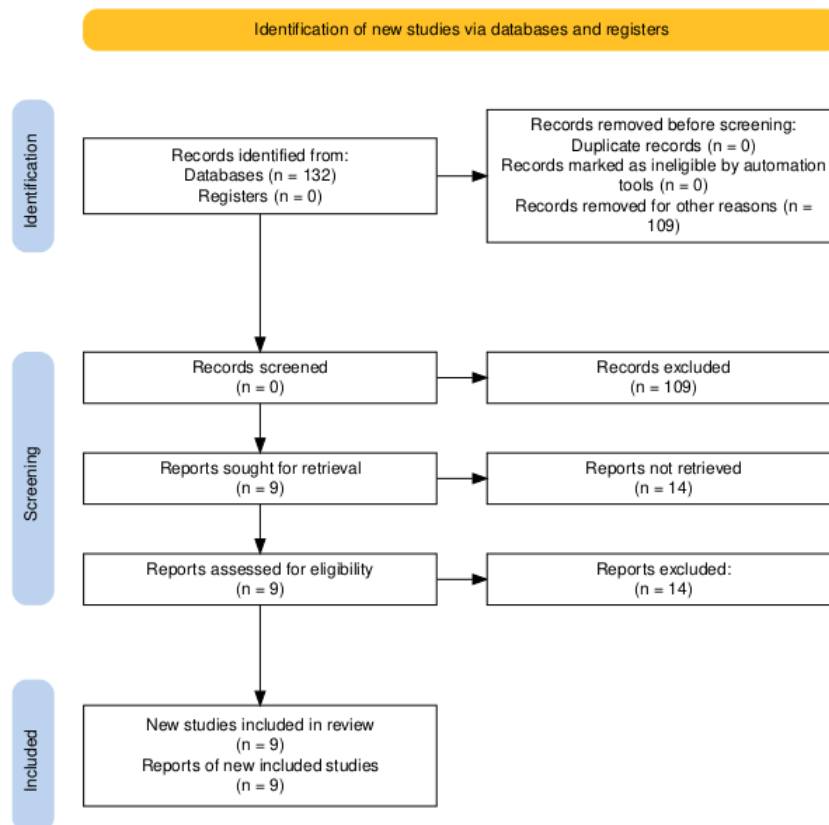 Identification of new studies via databases and registers
Identification
Records identified from:
Databases (n = 132)
Registers (n = 0)
Records removed before screening:
Duplicate records (n = 0)
Records marked as ineligible by automation
tools (n = 0)
Records removed for other reasons (n =
109)
Screening
Records screened
(n = 0)
Records excluded
(n = 109)
Reports sought for retrieval
(n = 9)
Reports not retrieved
(n = 14)
Reports assessed for eligibility
(n = 9)
Reports excluded:
(n = 14)
Included
New studies included in review
(n = 9)
Reports of new included studies
(n = 9)